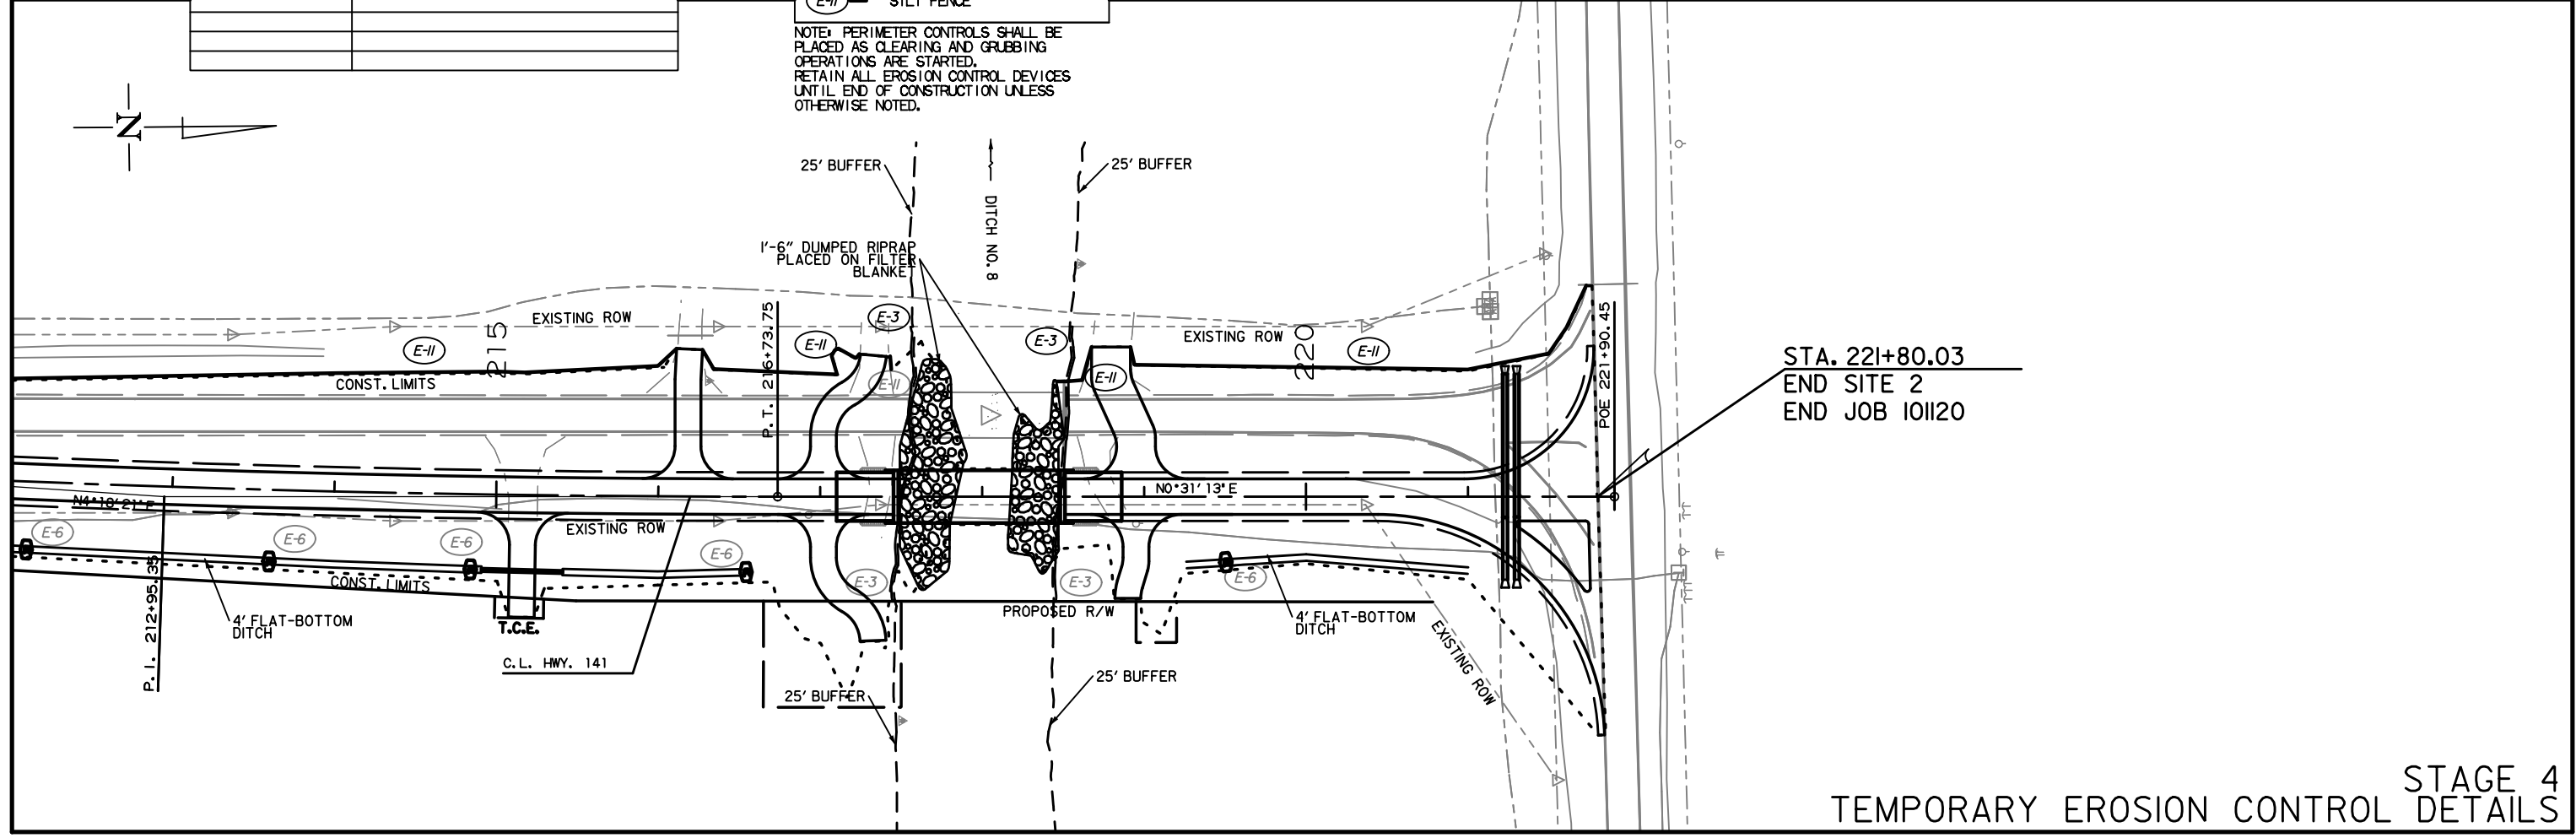 E-11 SILT FENCE
NOTE: PERIMETER CONTROLS SHALL BE
PLACED AS CLEARING AND GRUBBING
OPERATIONS ARE STARTED.
RETAIN ALL EROSION CONTROL DEVICES
UNTIL END OF CONSTRUCTION UNLESS
OTHERWISE NOTED.
N
25' BUFFER
25' BUFFER
DITCH NO. 8
1'-6" DUMPED RIPRAP
PLACED ON FILTER
BLANKET
EXISTING ROW
215
E-11
CONST. LIMITS
P.T. 216+73.75
E-11
E-3
E-11
E-3
E-11
EXISTING ROW
220
E-11
POE 221+90.45
STA. 221+80.03
END SITE 2
END JOB 101120
N4°18'21"E
N0°31'13"E
EXISTING ROW
E-6
E-6
E-6
E-6
E-3
E-3
E-6
P.I. 212+95.35
CONST. LIMITS
4' FLAT-BOTTOM
DITCH
T.C.E.
C.L. HWY. 141
PROPOSED R/W
4' FLAT-BOTTOM
DITCH
EXISTING ROW
25' BUFFER
25' BUFFER
STAGE 4
TEMPORARY EROSION CONTROL DETAILS